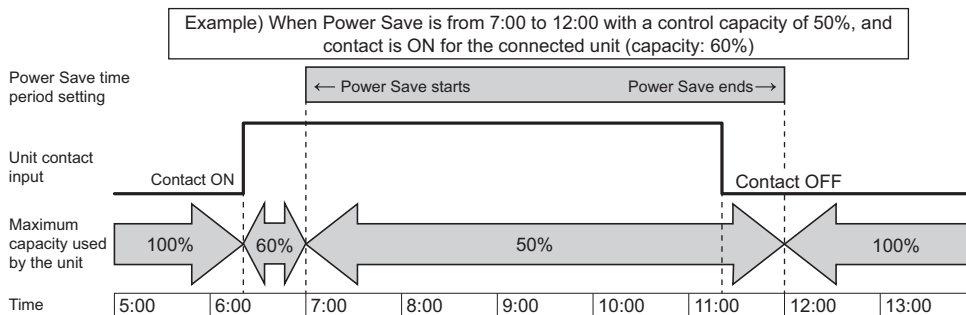 Example) When Power Save is from 7:00 to 12:00 with a control capacity of 50%, and
contact is ON for the connected unit (capacity: 60%)
Power Save time
period setting
← Power Save starts
Power Save ends→
Unit contact
input
Contact ON
Contact OFF
Maximum
capacity used
by the unit
100%
60%
50%
100%
Time
5:00
6:00
7:00
8:00
9:00
10:00
11:00
12:00
13:00